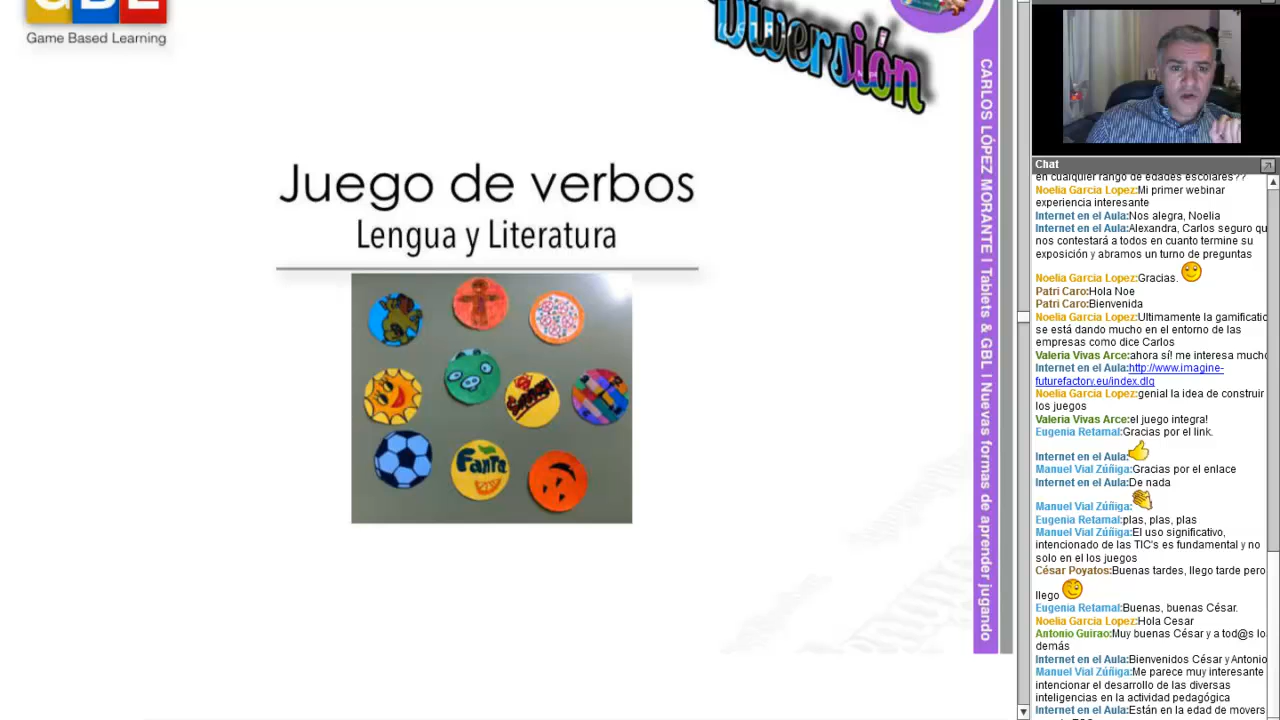 GBL
Game Based Learning
Diversión
CARLOS LÓPEZ MORANTE | Tablets & GBL | Nuevas formas de aprender jugando
Juego de verbos
Lengua y Literatura
Fanta
Chat
en cualquier rango de edades escolares??
Noelia Garcia Lopez:Mi primer webinar
experiencia interesante
Internet en el Aula:Nos alegra, Noelia
Internet en el Aula:Alexandra, Carlos seguro qu
nos contestará a todos en cuanto termine su
exposición y abramos un turno de preguntas
Noelia Garcia Lopez:Gracias.
Patri Caro:Hola Noe
Patri Caro:Bienvenida
Noelia Garcia Lopez:Ultimamente la gamificatic
se está dando mucho en el entorno de las
empresas como dice Carlos
Valeria Vivas Arce:ahora sí! me interesa mucho
Internet en el Aula:http://www.imagine-
futurefactory.eu/index.dlg
Noelia Garcia Lopez:genial la idea de construir
los juegos
Valeria Vivas Arce:el juego integra!
Eugenia Retamal:Gracias por el link.
Internet en el Aula:
Manuel Vial Zúñiga:Gracias por el enlace
Internet en el Aula:De nada
Manuel Vial Zúñiga:
Eugenia Retamal:plas, plas, plas
Manuel Vial Zúñiga:El uso significativo,
intencionado de las TIC's es fundamental y no
solo en el los juegos
César Poyatos:Buenas tardes, llego tarde pero
llego
Eugenia Retamal:Buenas, buenas César.
Noelia Garcia Lopez:Hola Cesar
Antonio Guirao:Muy buenas César y a tod@s lo
demás
Internet en el Aula:Bienvenidos César y Antonio
Manuel Vial Zúñiga:Me parece muy interesante
intencionar el desarrollo de las diversas
inteligencias en la actividad pedagógica
Internet en el Aula:Están en la edad de movers